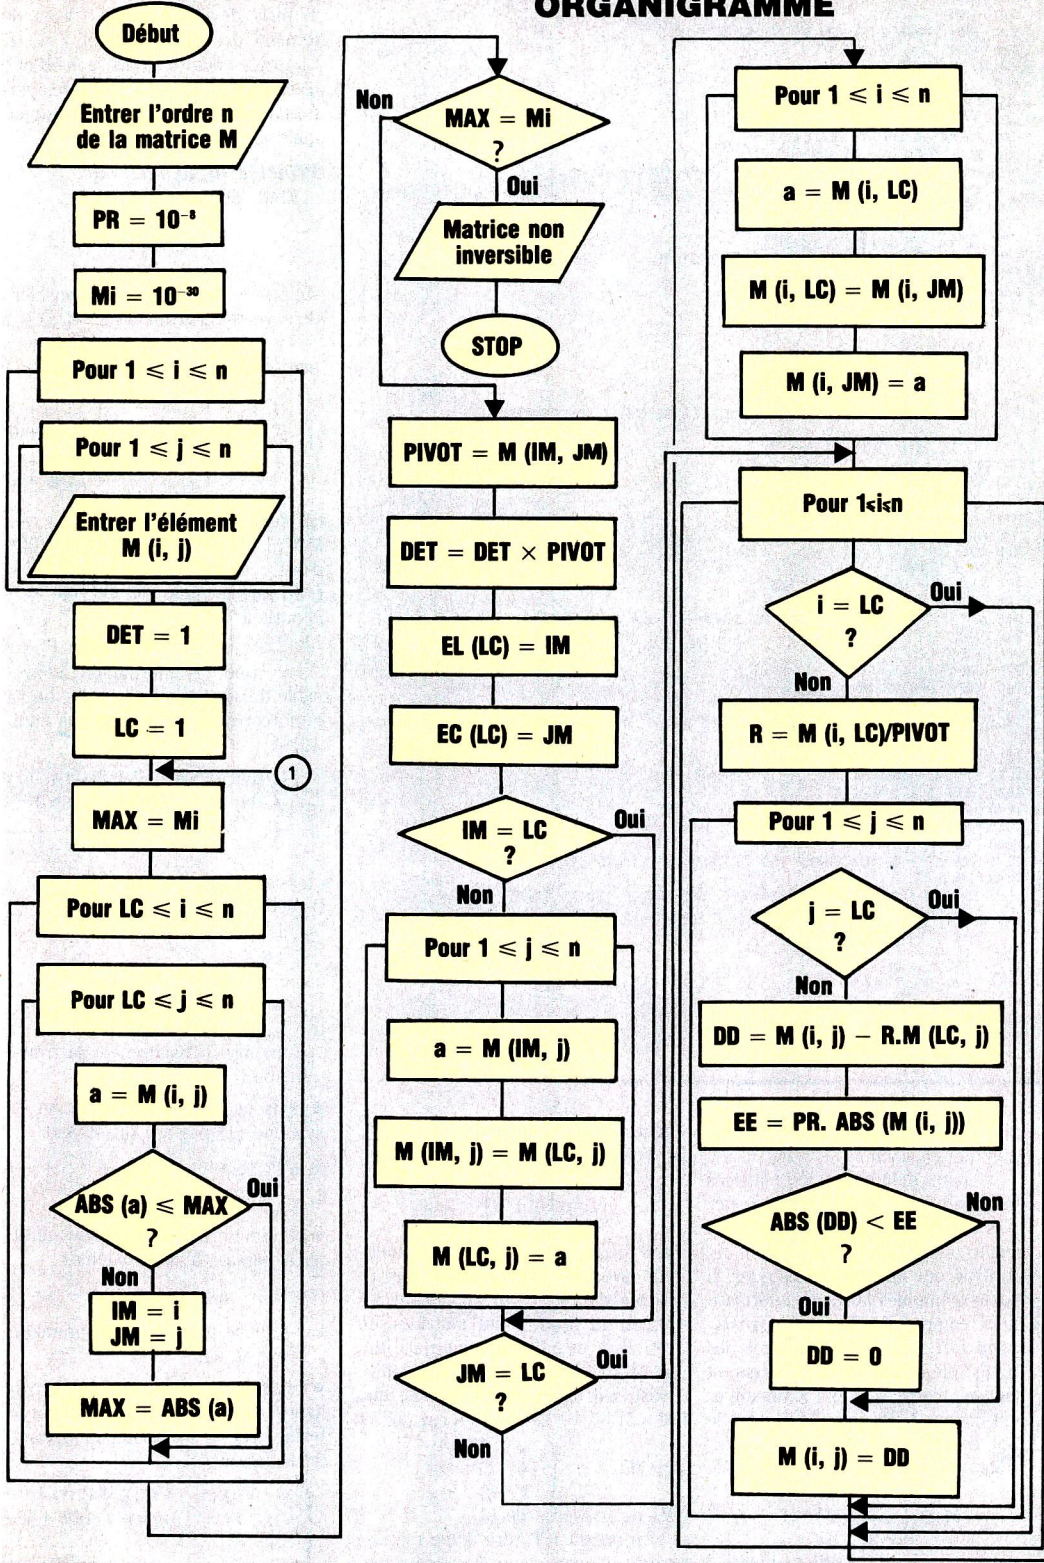 ORGANIGRAMME
Début
Entrer l'ordre n
de la matrice M
PR = 10⁻⁸
Mi = 10⁻³⁰
Pour 1 ⩽ i ⩽ n
Pour 1 ⩽ j ⩽ n
Entrer l'élément
M (i, j)
DET = 1
LC = 1
1
MAX = Mi
Pour LC ⩽ i ⩽ n
Pour LC ⩽ j ⩽ n
a = M (i, j)
ABS (a) ⩽ MAX
?
Oui
Non
IM = i
JM = j
MAX = ABS (a)
Non
MAX = Mi
?
Oui
Matrice non
inversible
STOP
PIVOT = M (IM, JM)
DET = DET × PIVOT
EL (LC) = IM
EC (LC) = JM
IM = LC
?
Oui
Non
Pour 1 ⩽ j ⩽ n
a = M (IM, j)
M (IM, j) = M (LC, j)
M (LC, j) = a
JM = LC
?
Oui
Non
Pour 1 ⩽ i ⩽ n
a = M (i, LC)
M (i, LC) = M (i, JM)
M (i, JM) = a
Pour 1⩽i⩽n
i = LC
?
Oui
Non
R = M (i, LC)/PIVOT
Pour 1 ⩽ j ⩽ n
j = LC
?
Oui
Non
DD = M (i, j) − R.M (LC, j)
EE = PR. ABS (M (i, j))
ABS (DD) < EE
?
Non
Oui
DD = 0
M (i, j) = DD